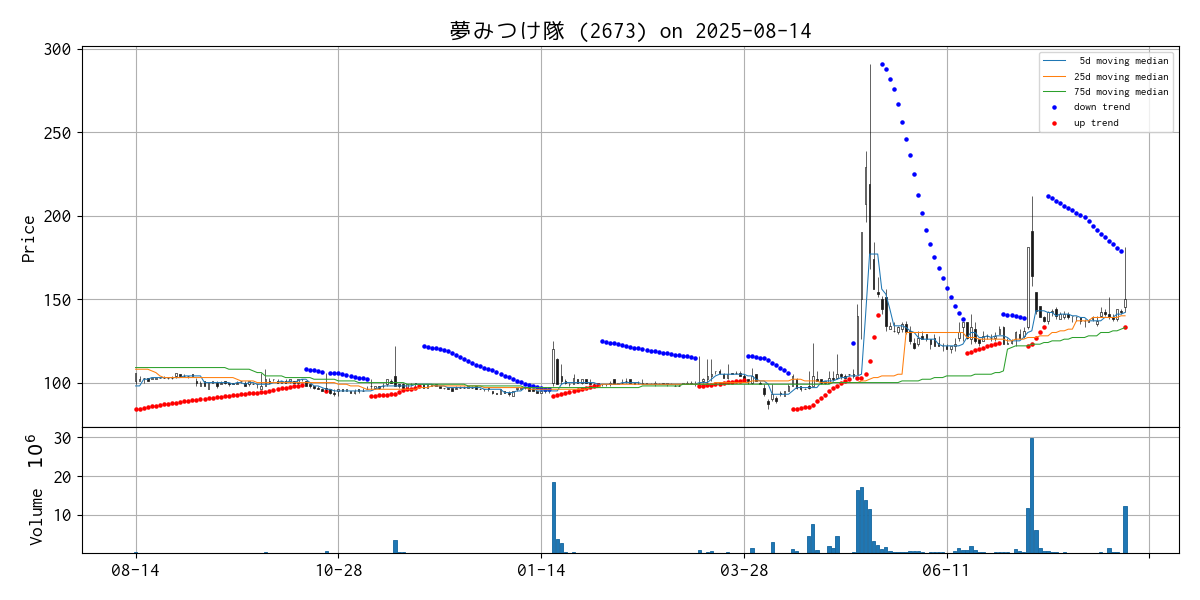 夢みつけ隊 (2673) on 2025-08-14
300
250
200
150
100
Price
5d moving median
25d moving median
75d moving median
down trend
up trend
30
20
10
Volume 10^6
08-14
10-28
01-14
03-28
06-11